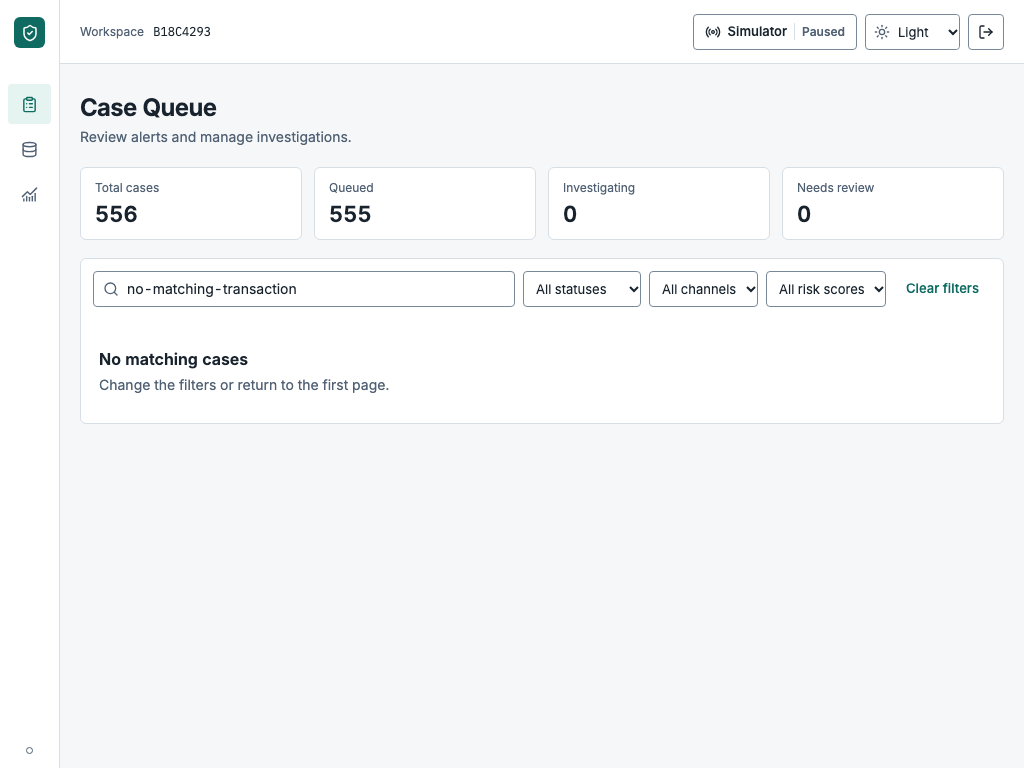 Workspace B18C4293
Simulator Paused
Light
Case Queue
Review alerts and manage investigations.
Total cases
556
Queued
555
Investigating
0
Needs review
0
no-matching-transaction
All statuses
All channels
All risk scores
Clear filters
No matching cases
Change the filters or return to the first page.